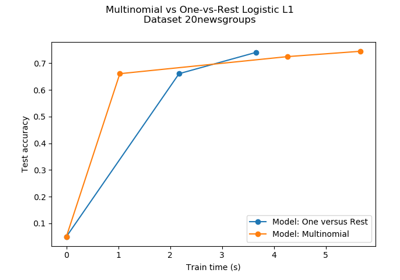 Multinomial vs One-vs-Rest Logistic L1
Dataset 20newsgroups
0.7
0.6
0.5
0.4
0.3
0.2
0.1
Test accuracy
Model: One versus Rest
Model: Multinomial
0 1 2 3 4 5
Train time (s)